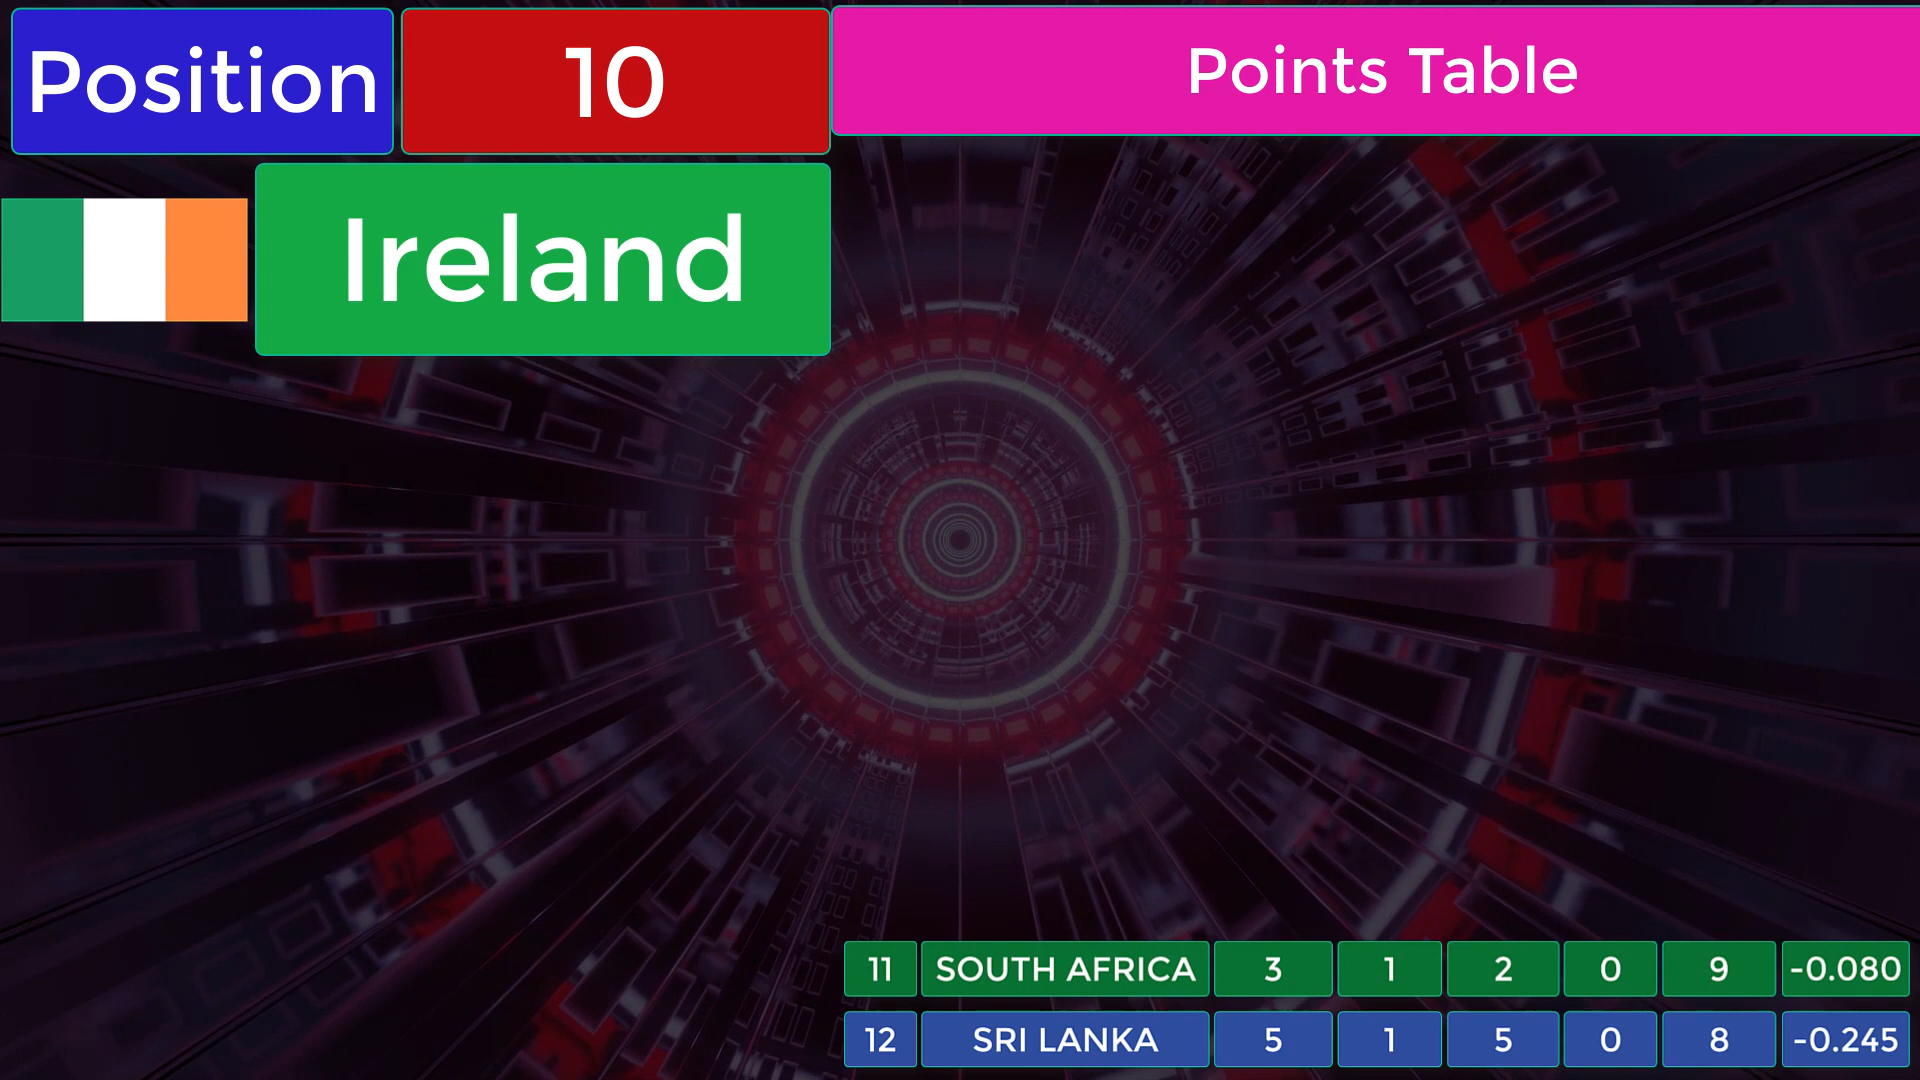 Position 10 Points Table
Ireland
11 SOUTH AFRICA 3 1 2 0 9 -0.080
12 SRI LANKA 5 1 5 0 8 -0.245